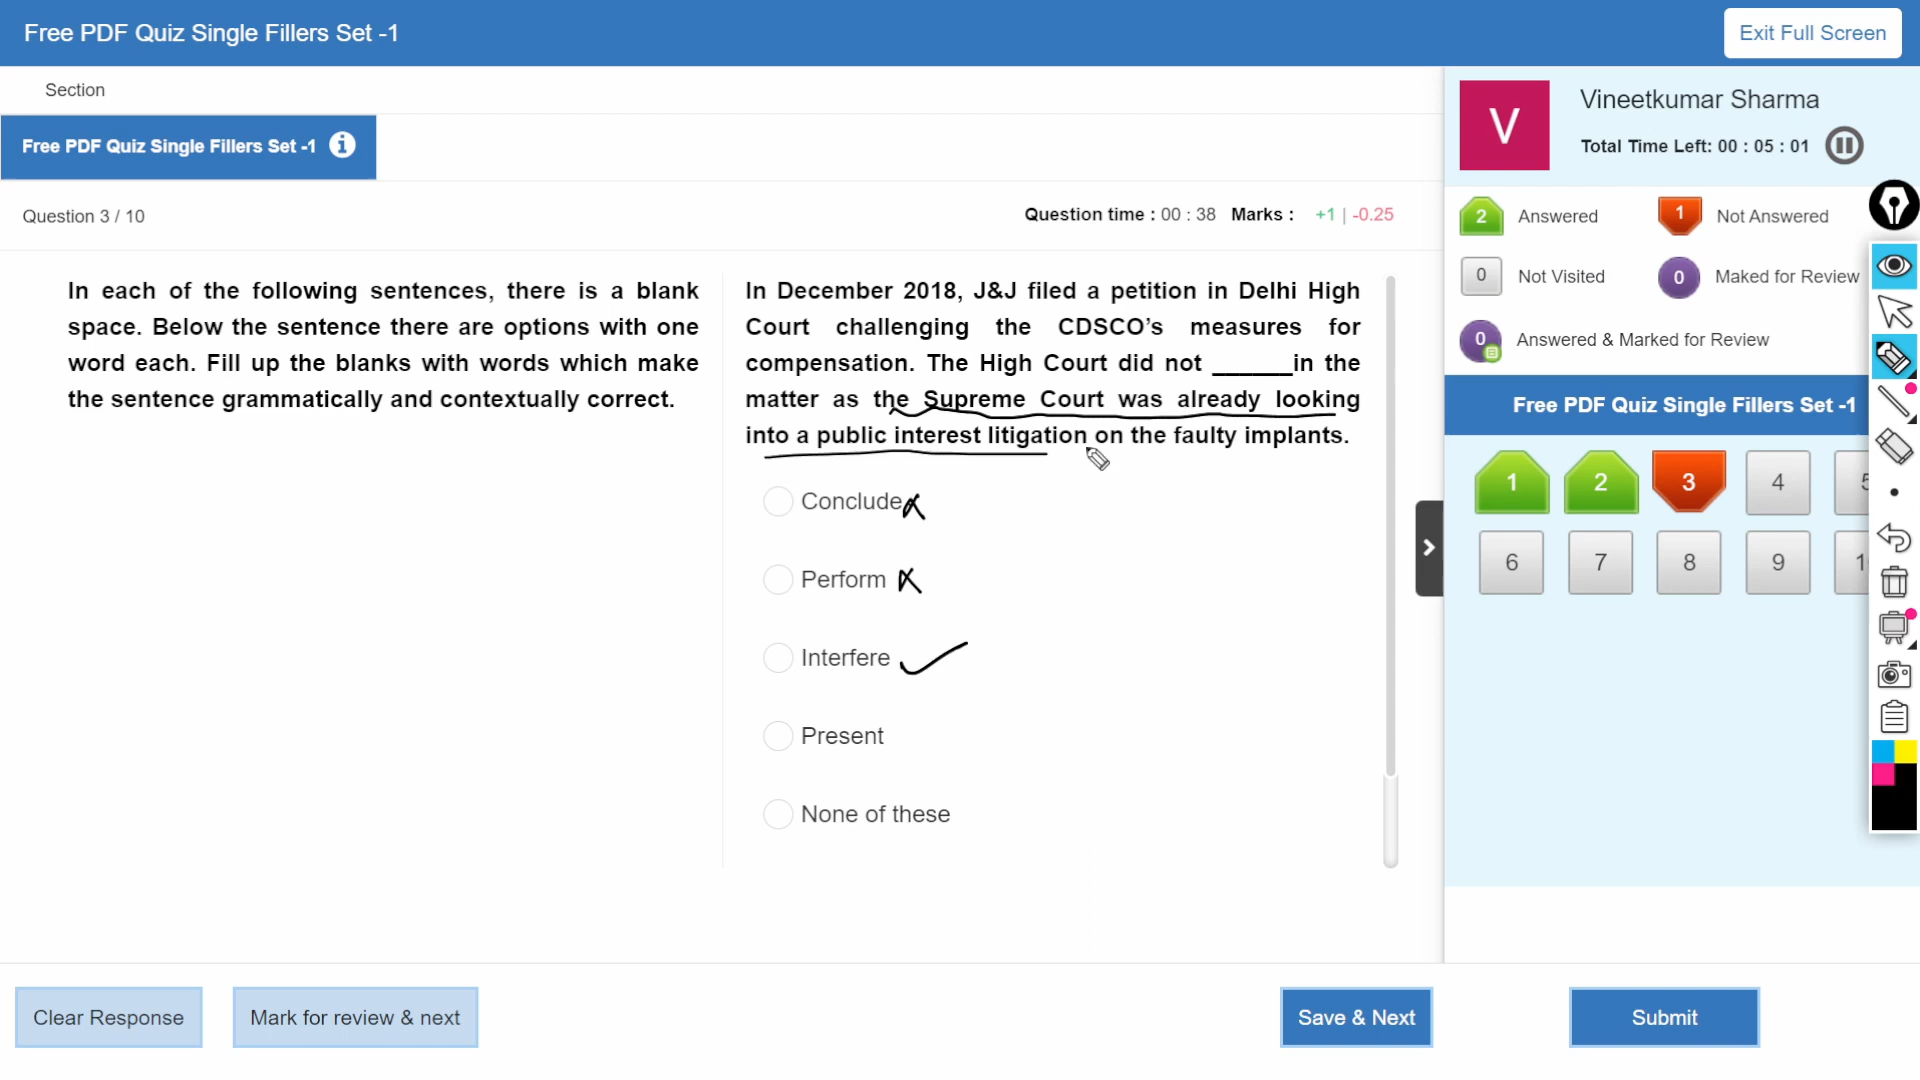 Free PDF Quiz Single Fillers Set -1
Exit Full Screen
Section
Free PDF Quiz Single Fillers Set -1
Question 3 / 10
Question time : 00 : 38 Marks : +1 | -0.25
In each of the following sentences, there is a blank
space. Below the sentence there are options with one
word each. Fill up the blanks with words which make
the sentence grammatically and contextually correct.
In December 2018, J&J filed a petition in Delhi High
Court challenging the CDSCO’s measures for
compensation. The High Court did not ______in the
matter as the Supreme Court was already looking
into a public interest litigation on the faulty implants.
Conclude
Perform
Interfere
Present
None of these
V
Vineetkumar Sharma
Total Time Left: 00 : 05 : 01
2 Answered
1 Not Answered
0 Not Visited
0 Maked for Review
0 Answered & Marked for Review
Free PDF Quiz Single Fillers Set -1
1 2 3 4 5
6 7 8 9
Clear Response
Mark for review & next
Save & Next
Submit